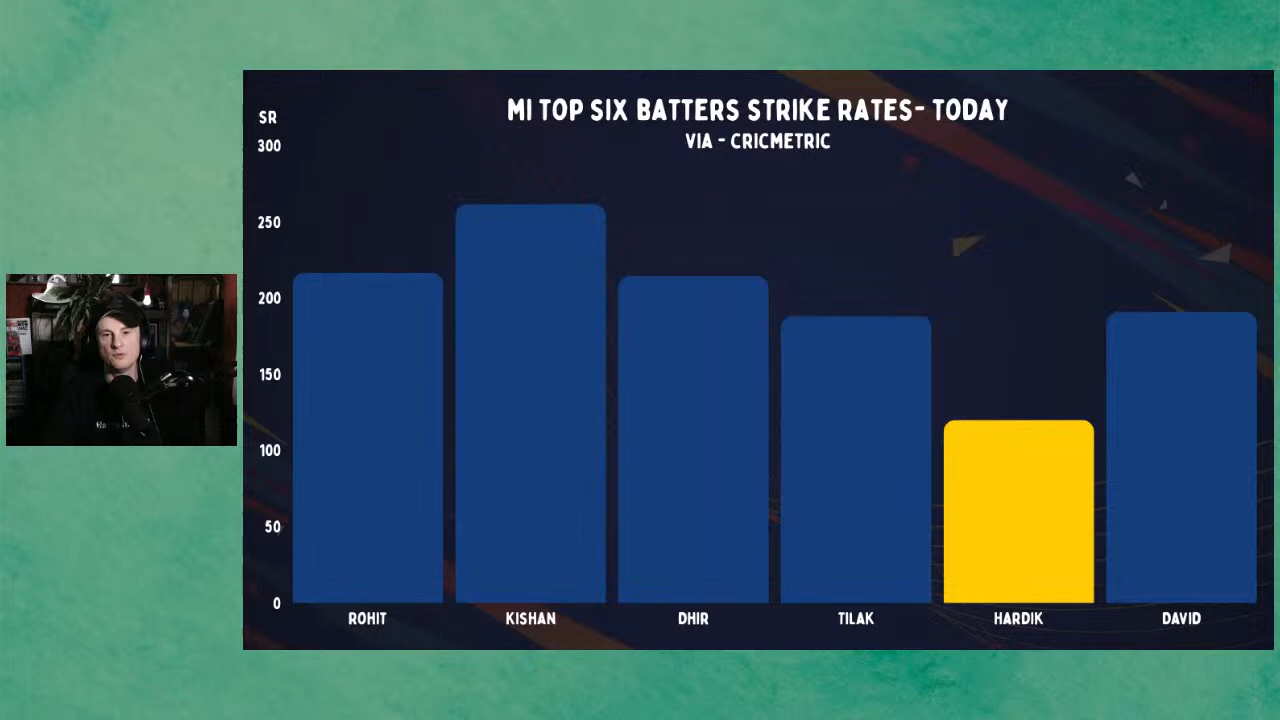 MI TOP SIX BATTERS STRIKE RATES- TODAY
VIA - CRICMETRIC
SR
300
250
200
150
100
50
0
ROHIT KISHAN DHIR TILAK HARDIK DAVID